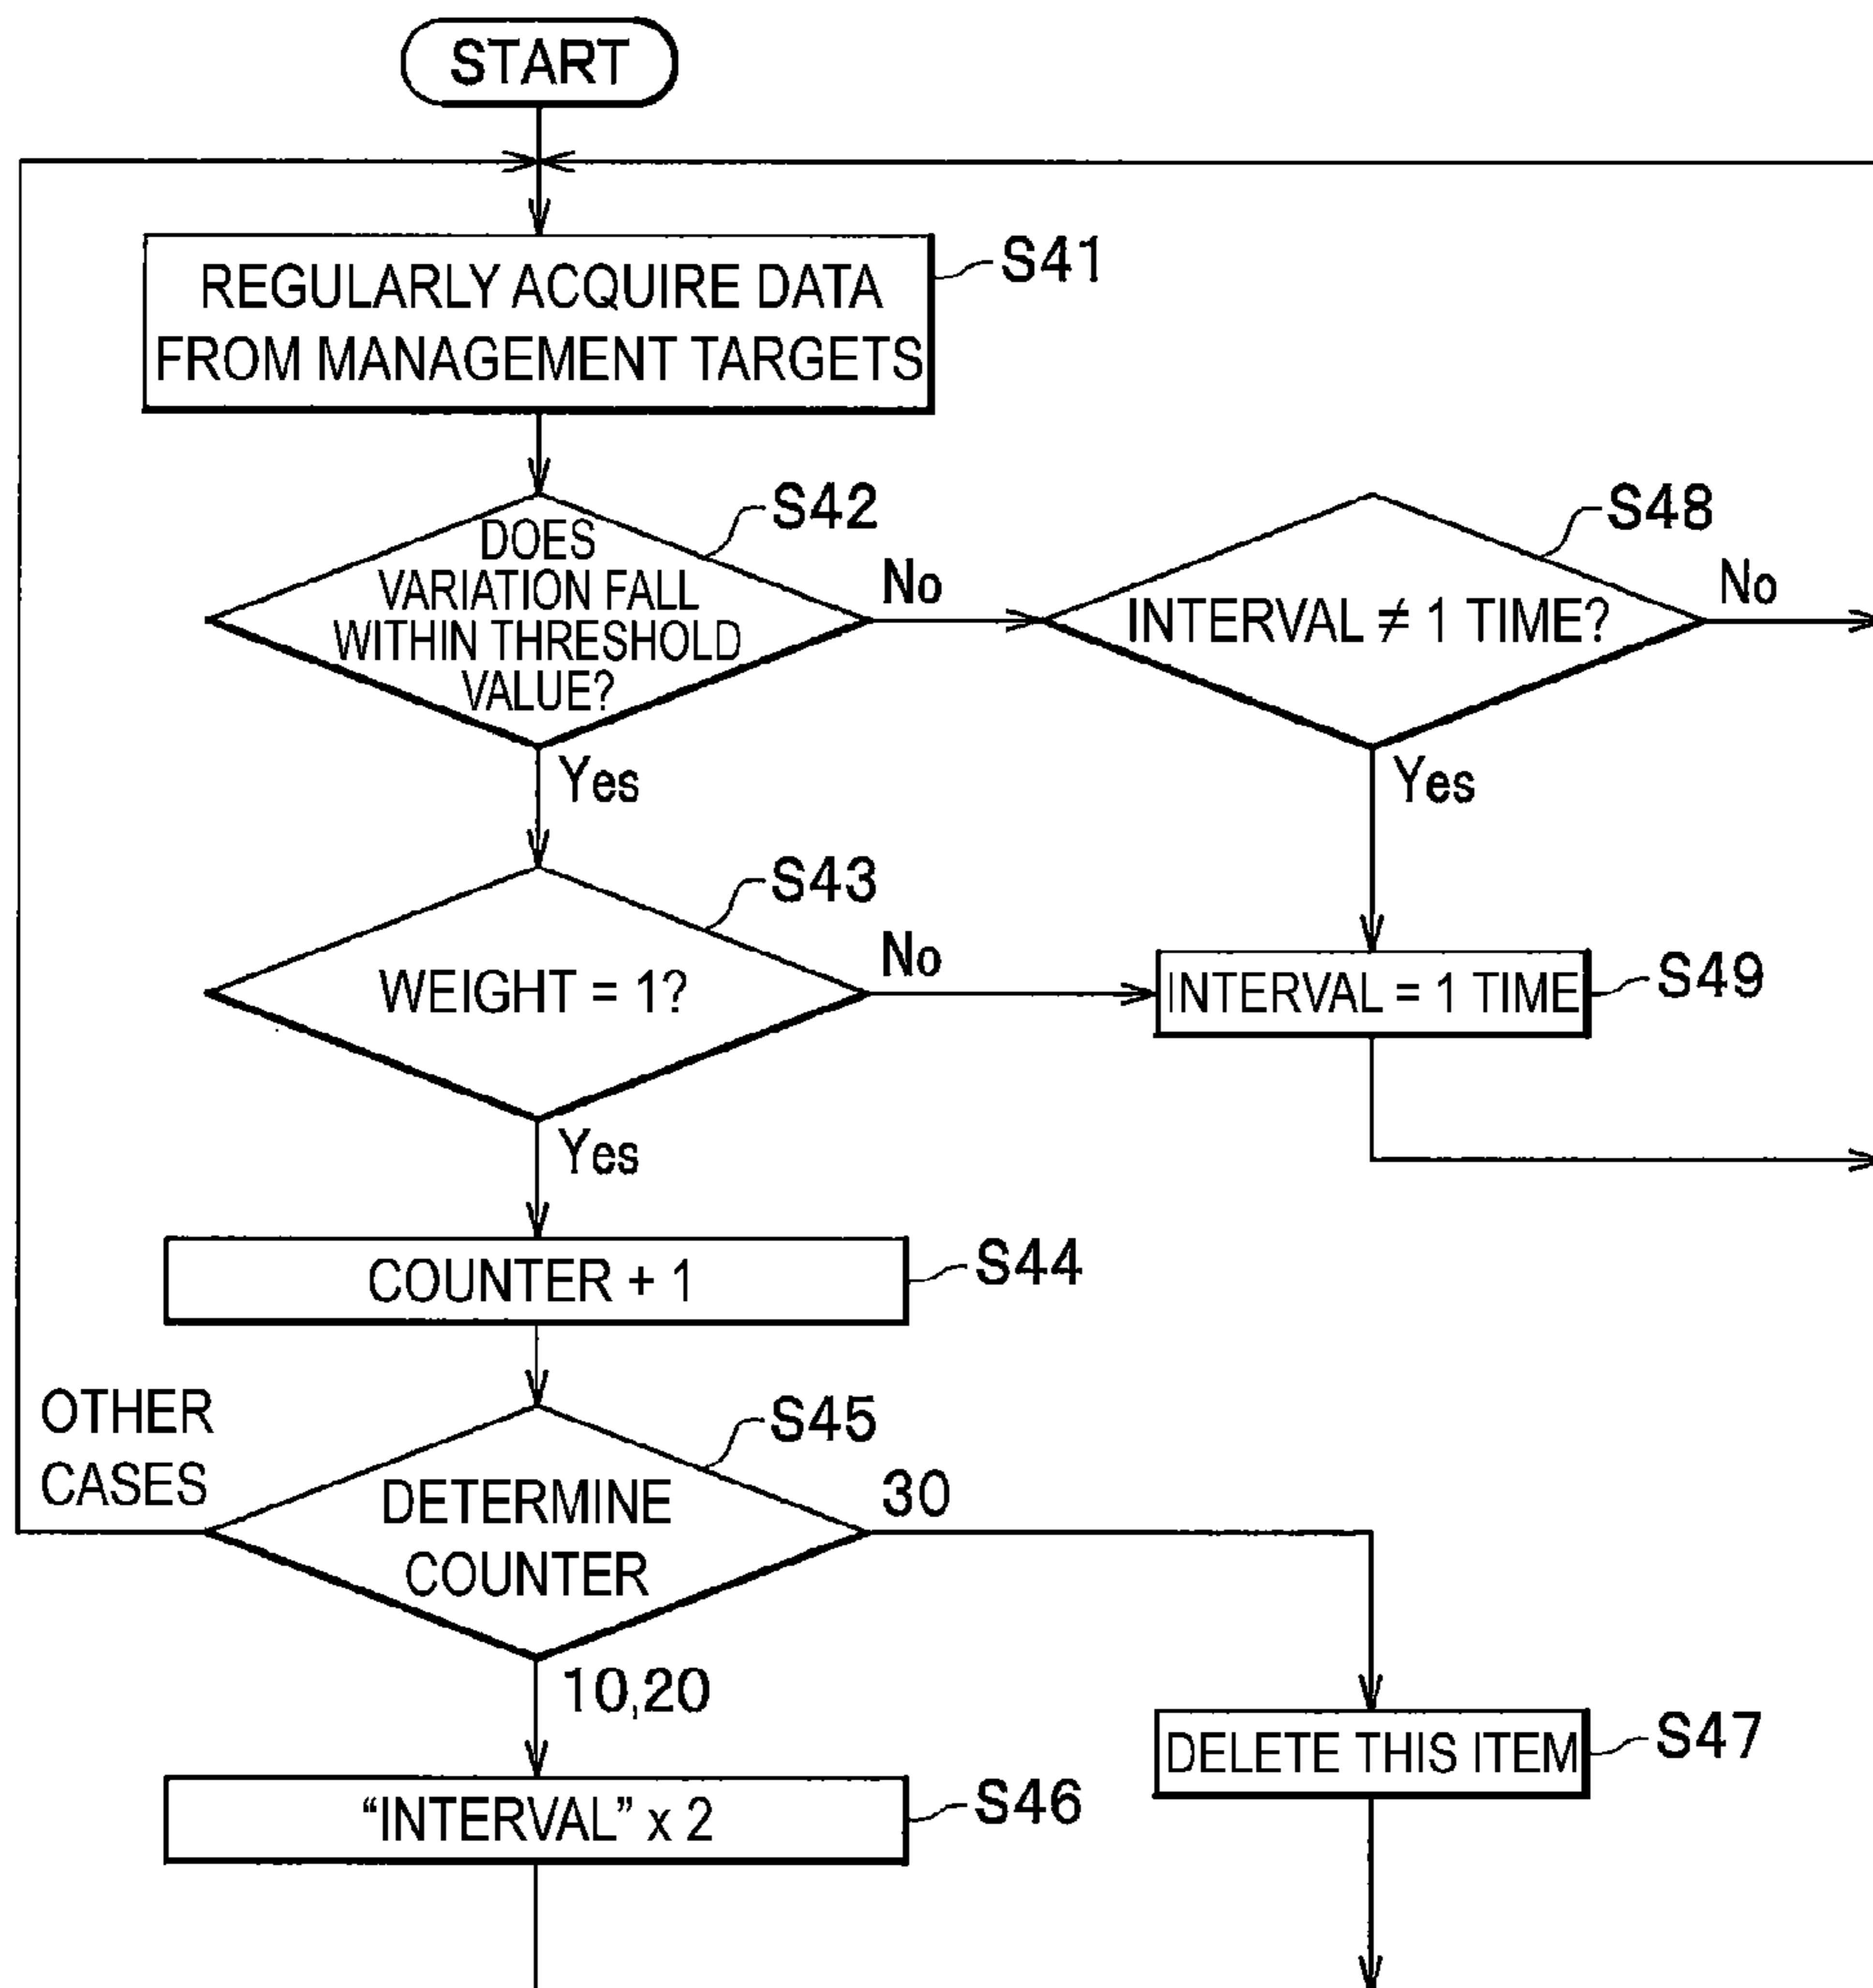 START
REGULARLY ACQUIRE DATA
FROM MANAGEMENT TARGETS
S41
DOES
VARIATION FALL
WITHIN THRESHOLD
VALUE?
S42
No
Yes
INTERVAL ≠ 1 TIME?
S48
No
Yes
WEIGHT = 1?
S43
No
Yes
INTERVAL = 1 TIME
S49
COUNTER + 1
S44
OTHER
CASES
DETERMINE
COUNTER
S45
30
10,20
DELETE THIS ITEM
S47
“INTERVAL” x 2
S46